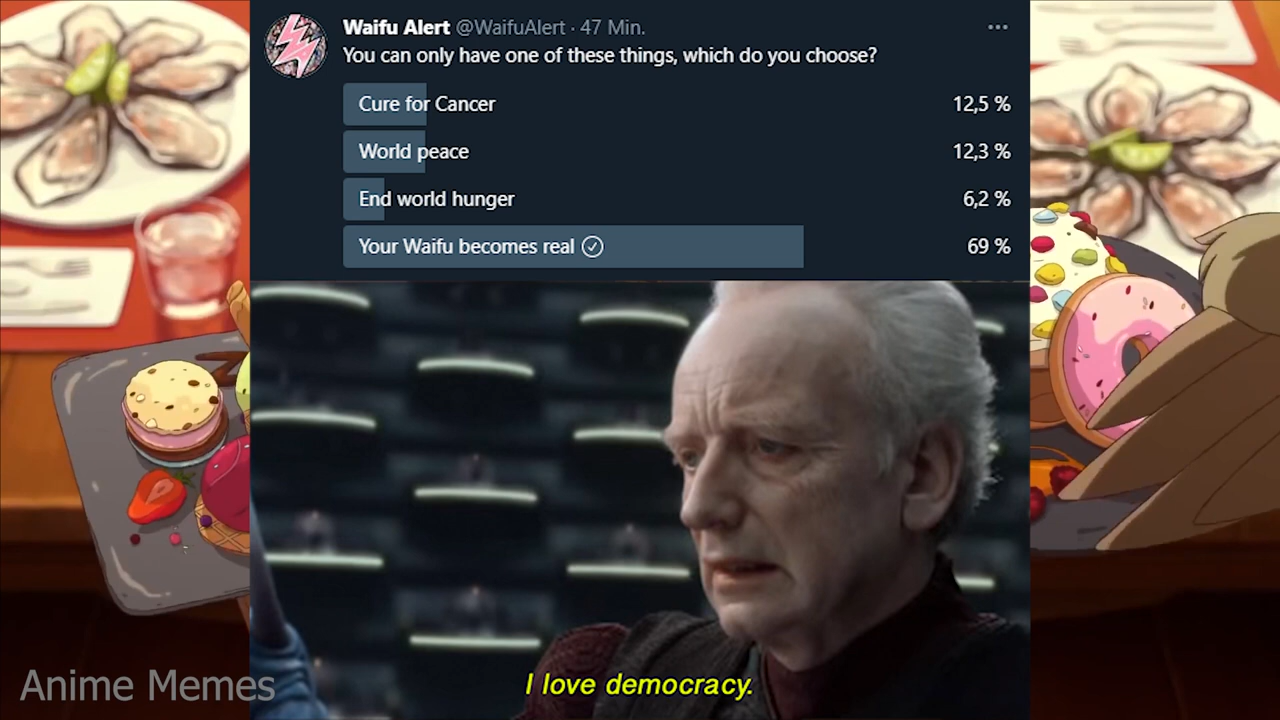 Waifu Alert @WaifuAlert · 47 Min.
You can only have one of these things, which do you choose?
Cure for Cancer 12,5 %
World peace 12,3 %
End world hunger 6,2 %
Your Waifu becomes real 69 %
I love democracy.
Anime Memes